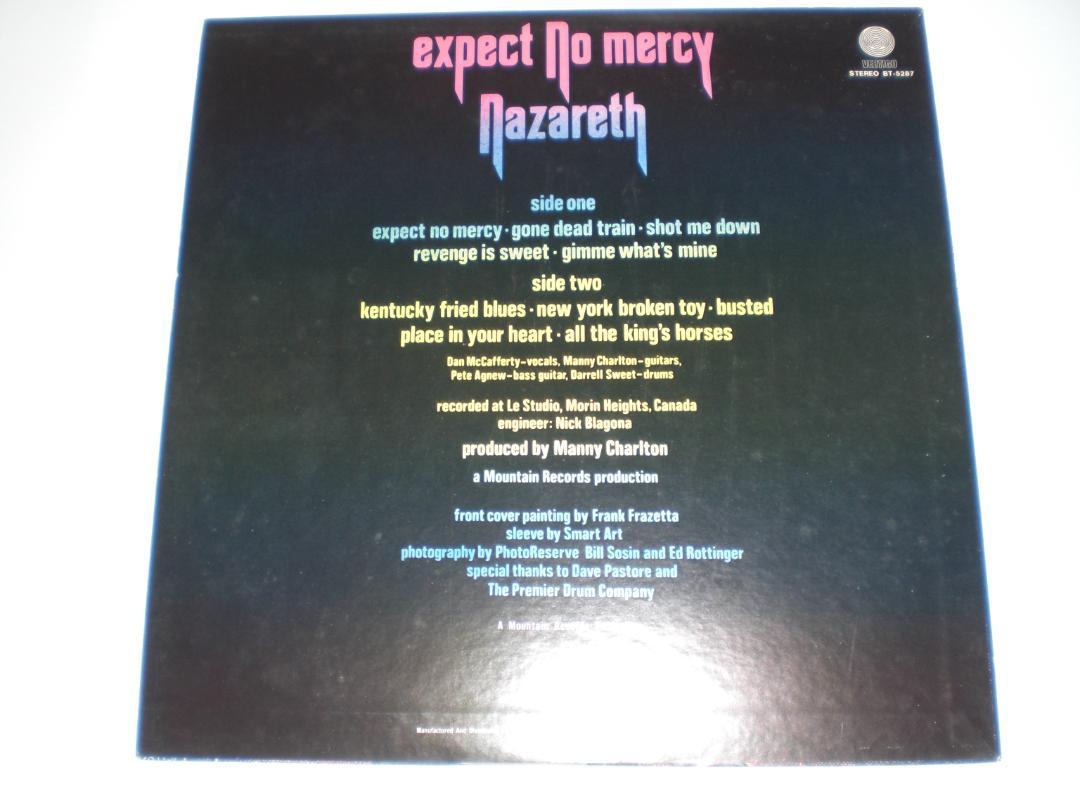 expect No mercy
Nazareth
VERTIGO
STEREO BT-5287
side one
expect no mercy · gone dead train · shot me down
revenge is sweet · gimme what's mine
side two
kentucky fried blues · new york broken toy · busted
place in your heart · all the king's horses
Dan McCafferty-vocals, Manny Charlton-guitars,
Pete Agnew-bass guitar, Darrell Sweet-drums
recorded at Le Studio, Morin Heights, Canada
engineer: Nick Blagona
produced by Manny Charlton
a Mountain Records production
front cover painting by Frank Frazetta
sleeve by Smart Art
photography by PhotoReserve Bill Sosin and Ed Rottinger
special thanks to Dave Pastore and
The Premier Drum Company
A Mountain
Manufactured And